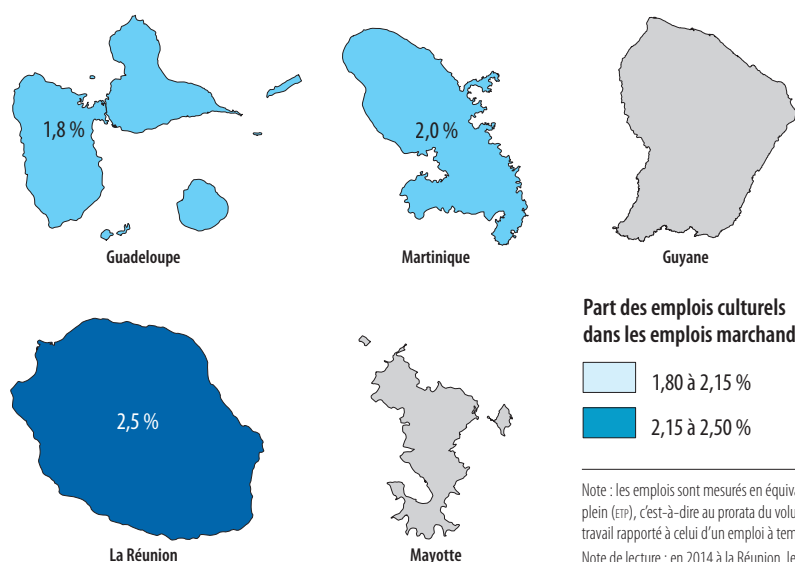 1,8 %
2,0 %
Guadeloupe
Martinique
Guyane
2,5 %
La Réunion
Mayotte
Part des emplois culturels
dans les emplois marchand
1,80 à 2,15 %
2,15 à 2,50 %
Note : les emplois sont mesurés en équiva
plein (ETP), c'est-à-dire au prorata du volu
travail rapporté à celui d'un emploi à tem
Note de lecture : en 2014 à la Réunion, le